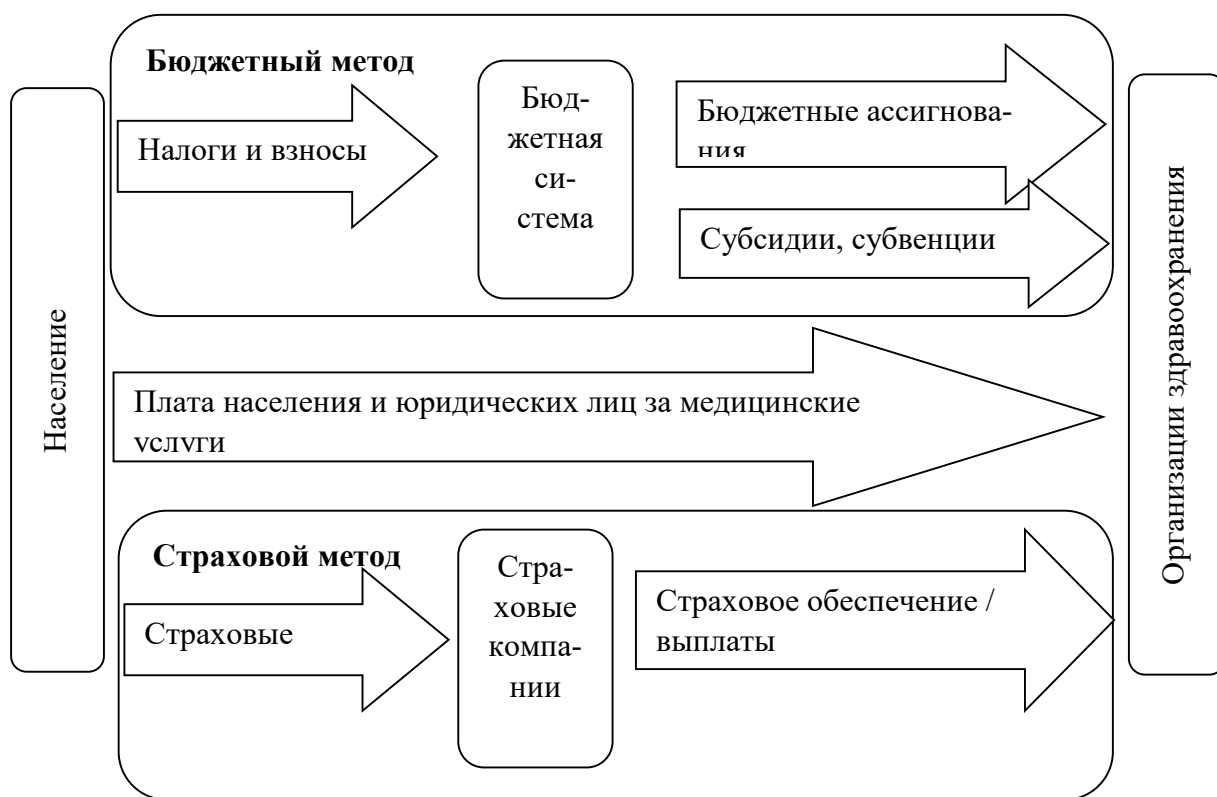 Бюджетный метод
Налоги и взносы
Бюд-
жетная
си-
стема
Бюджетные ассигнова-
ния
Субсидии, субвенции
Население
Плата населения и юридических лиц за медицинские
услуги
Организации здравоохранения
Страховой метод
Страховые
Стра-
ховые
компа-
нии
Страховое обеспечение /
выплаты